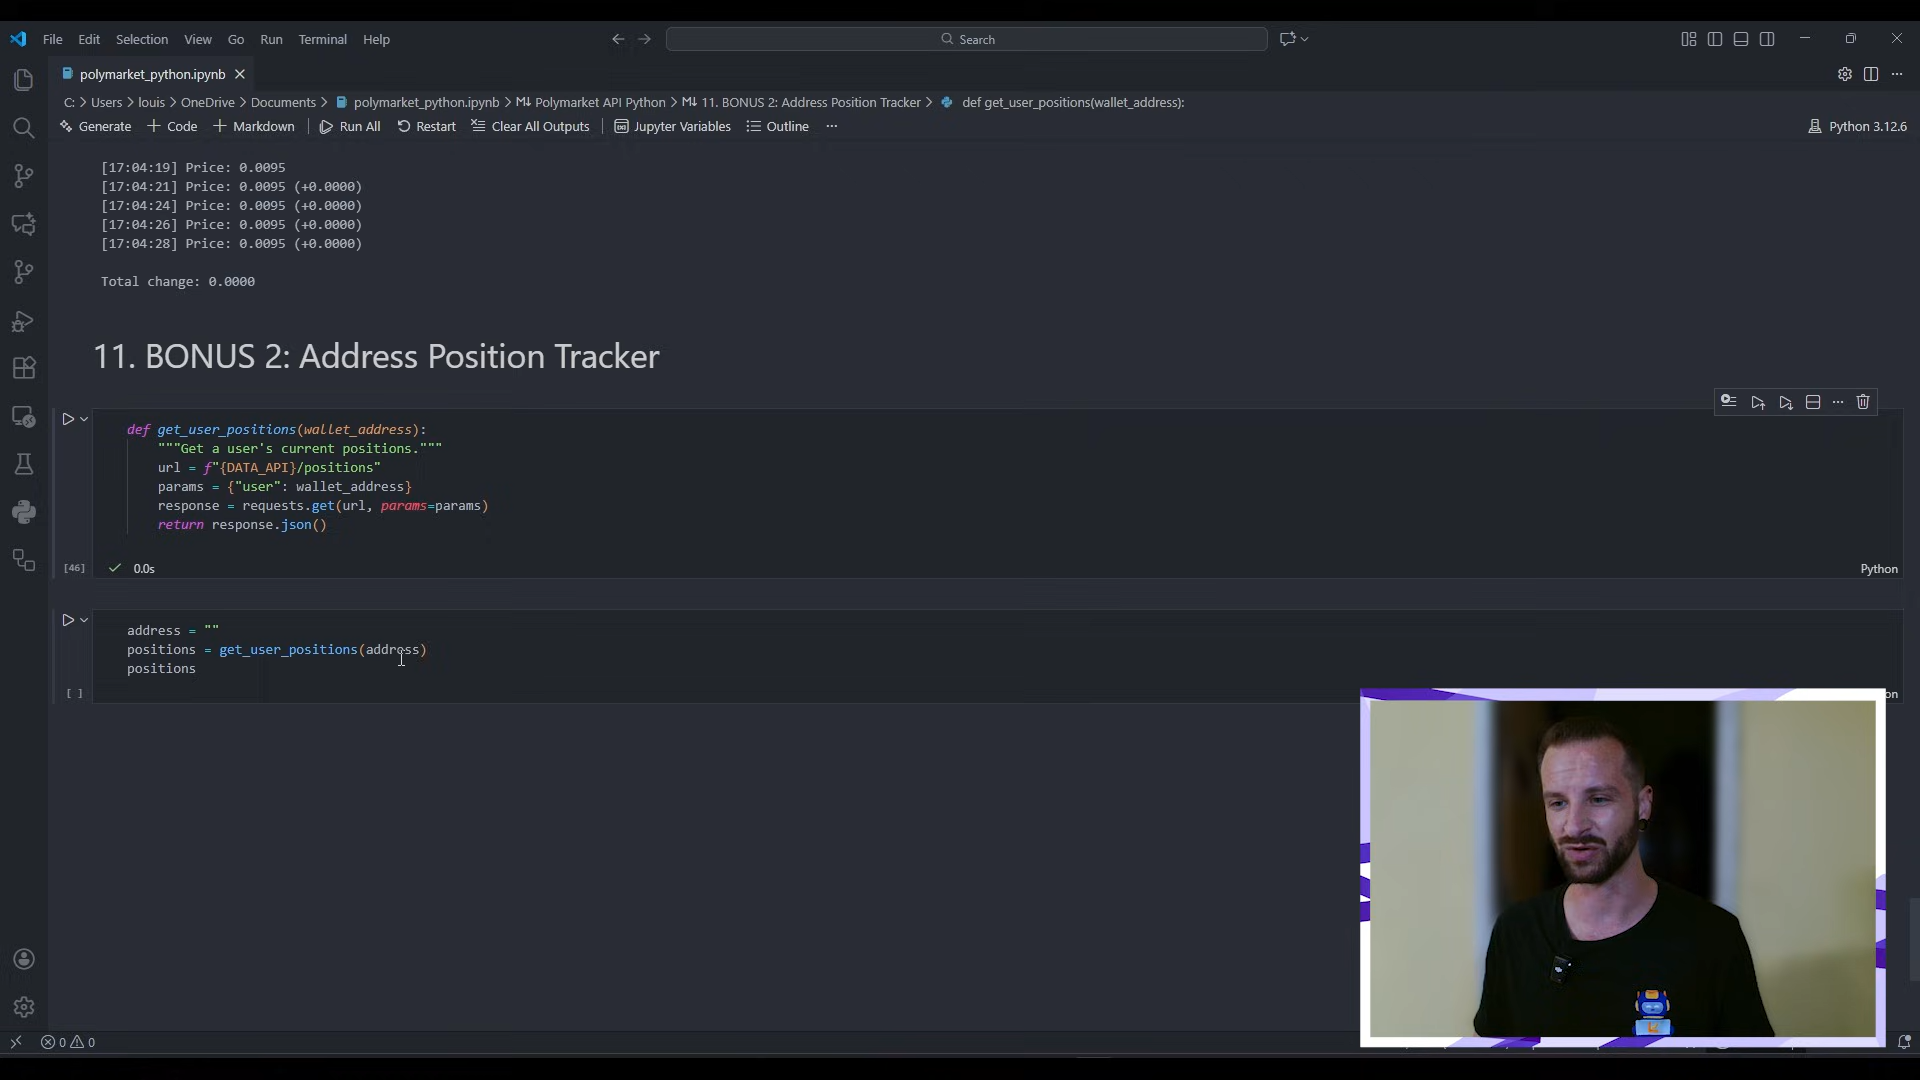 File Edit Selection View Go Run Terminal Help
Search
polymarket_python.ipynb
C: > Users > louis > OneDrive > Documents > polymarket_python.ipynb > M↓ Polymarket API Python > M↓ 11. BONUS 2: Address Position Tracker > def get_user_positions(wallet_address):
Generate + Code + Markdown Run All Restart Clear All Outputs Jupyter Variables Outline ... Python 3.12.6
[17:04:19] Price: 0.0095
[17:04:21] Price: 0.0095 (+0.0000)
[17:04:24] Price: 0.0095 (+0.0000)
[17:04:26] Price: 0.0095 (+0.0000)
[17:04:28] Price: 0.0095 (+0.0000)
Total change: 0.0000
11. BONUS 2: Address Position Tracker
def get_user_positions(wallet_address):
"""Get a user's current positions."""
url = f"{DATA_API}/positions"
params = {"user": wallet_address}
response = requests.get(url, params=params)
return response.json()
[46] 0.0s Python
address = ""
positions = get_user_positions(address)
positions
[ ]
0 0